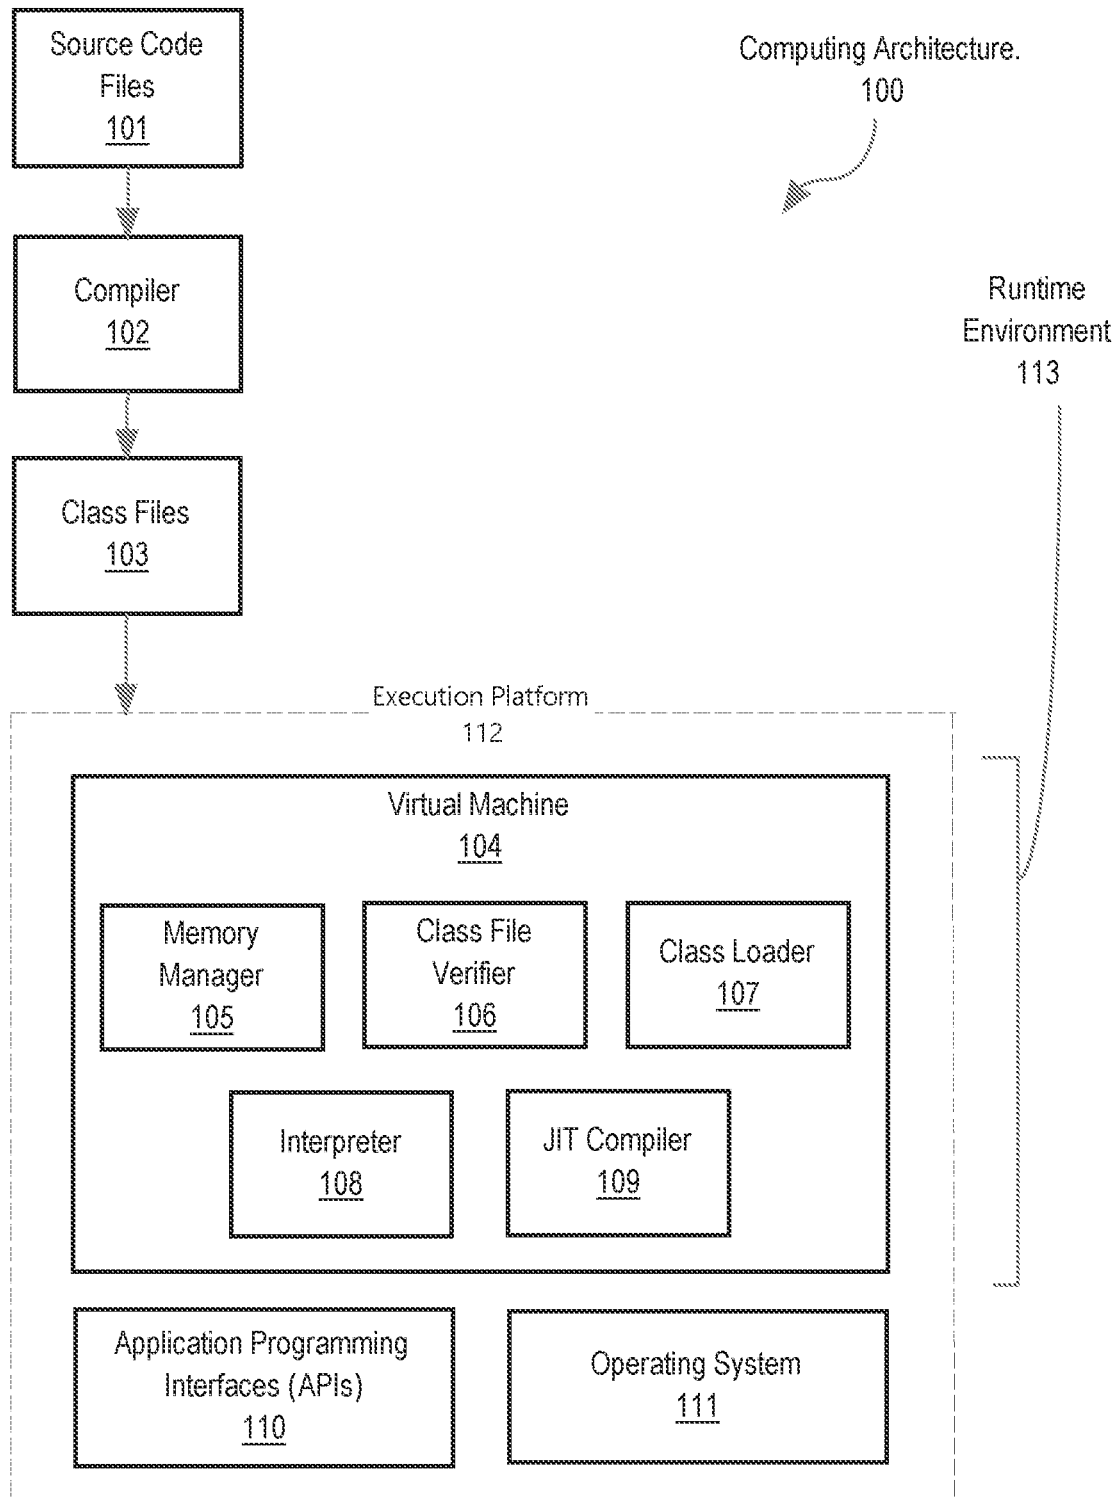 Source Code
Files
101
Computing Architecture.
100
Compiler
102
Runtime
Environment
113
Class Files
103
Execution Platform
112
Virtual Machine
104
Memory
Manager
105
Class File
Verifier
106
Class Loader
107
Interpreter
108
JIT Compiler
109
Application Programming
Interfaces (APIs)
110
Operating System
111